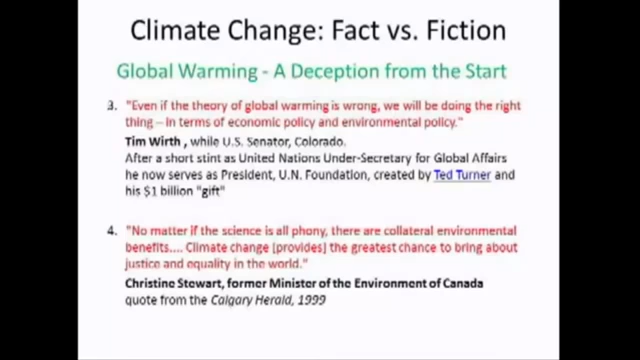 Climate Change: Fact vs. Fiction
Global Warming - A Deception from the Start
3. "Even if the theory of global warming is wrong, we will be doing the right
thing – in terms of economic policy and environmental policy."
Tim Wirth , while U.S. Senator, Colorado.
After a short stint as United Nations Under-Secretary for Global Affairs
he now serves as President, U.N. Foundation, created by Ted Turner and
his $1 billion "gift"
4. "No matter if the science is all phony, there are collateral environmental
benefits.... Climate change [provides] the greatest chance to bring about
justice and equality in the world."
Christine Stewart, former Minister of the Environment of Canada
quote from the Calgary Herald, 1999